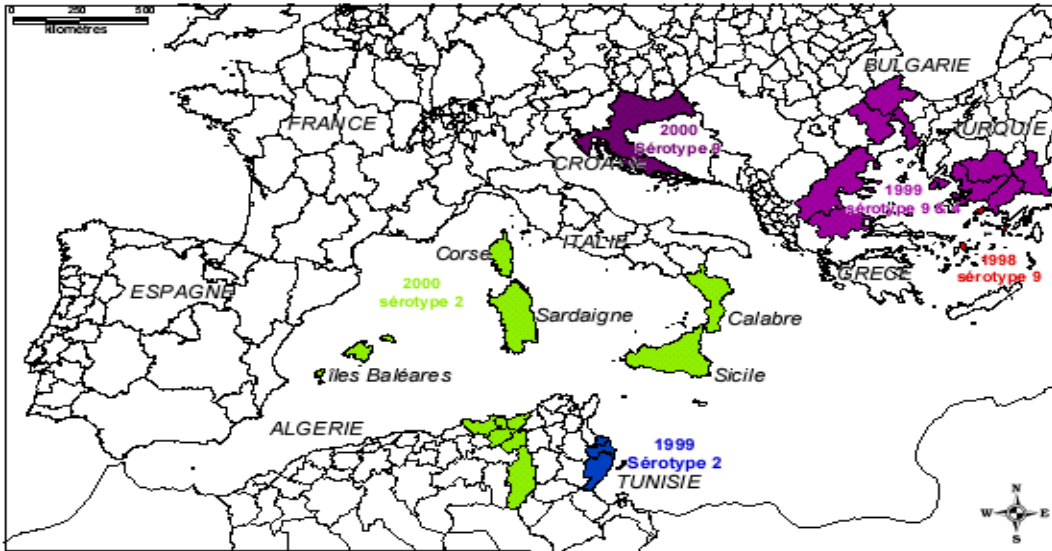 0 250 500
kilomètres
BULGARIE
FRANCE
TURQUIE
2000
Sérotype 9
CROATIE
1999
sérotype 9 & 4
ITALIE
Corse
1998
sérotype 9
GRECE
2000
sérotype 2
ESPAGNE
Sardaigne
Calabre
îles Baléares
Sicile
ALGERIE
1999
Sérotype 2
TUNISIE
N
W E
S